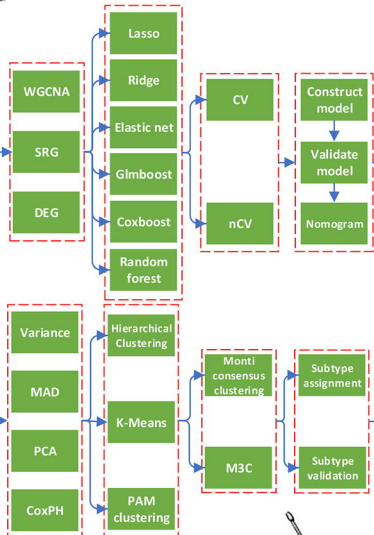 WGCNA
SRG
DEG
Lasso
Ridge
Elastic net
Glmboost
Coxboost
Random
forest
CV
nCV
Construct
model
Validate
model
Nomogram
Variance
MAD
PCA
CoxPH
Hierarchical
Clustering
K-Means
PAM
clustering
Monti
consensus
clustering
M3C
Subtype
assignment
Subtype
validation